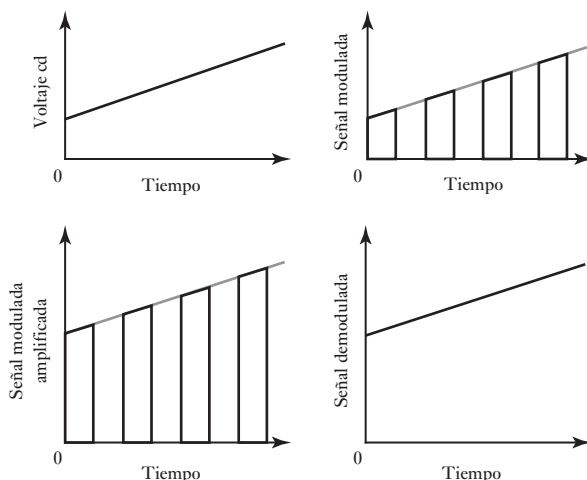 Voltaje cd
0
Tiempo
Señal modulada
0
Tiempo
Señal modulada
amplificada
0
Tiempo
Señal demodulada
0
Tiempo